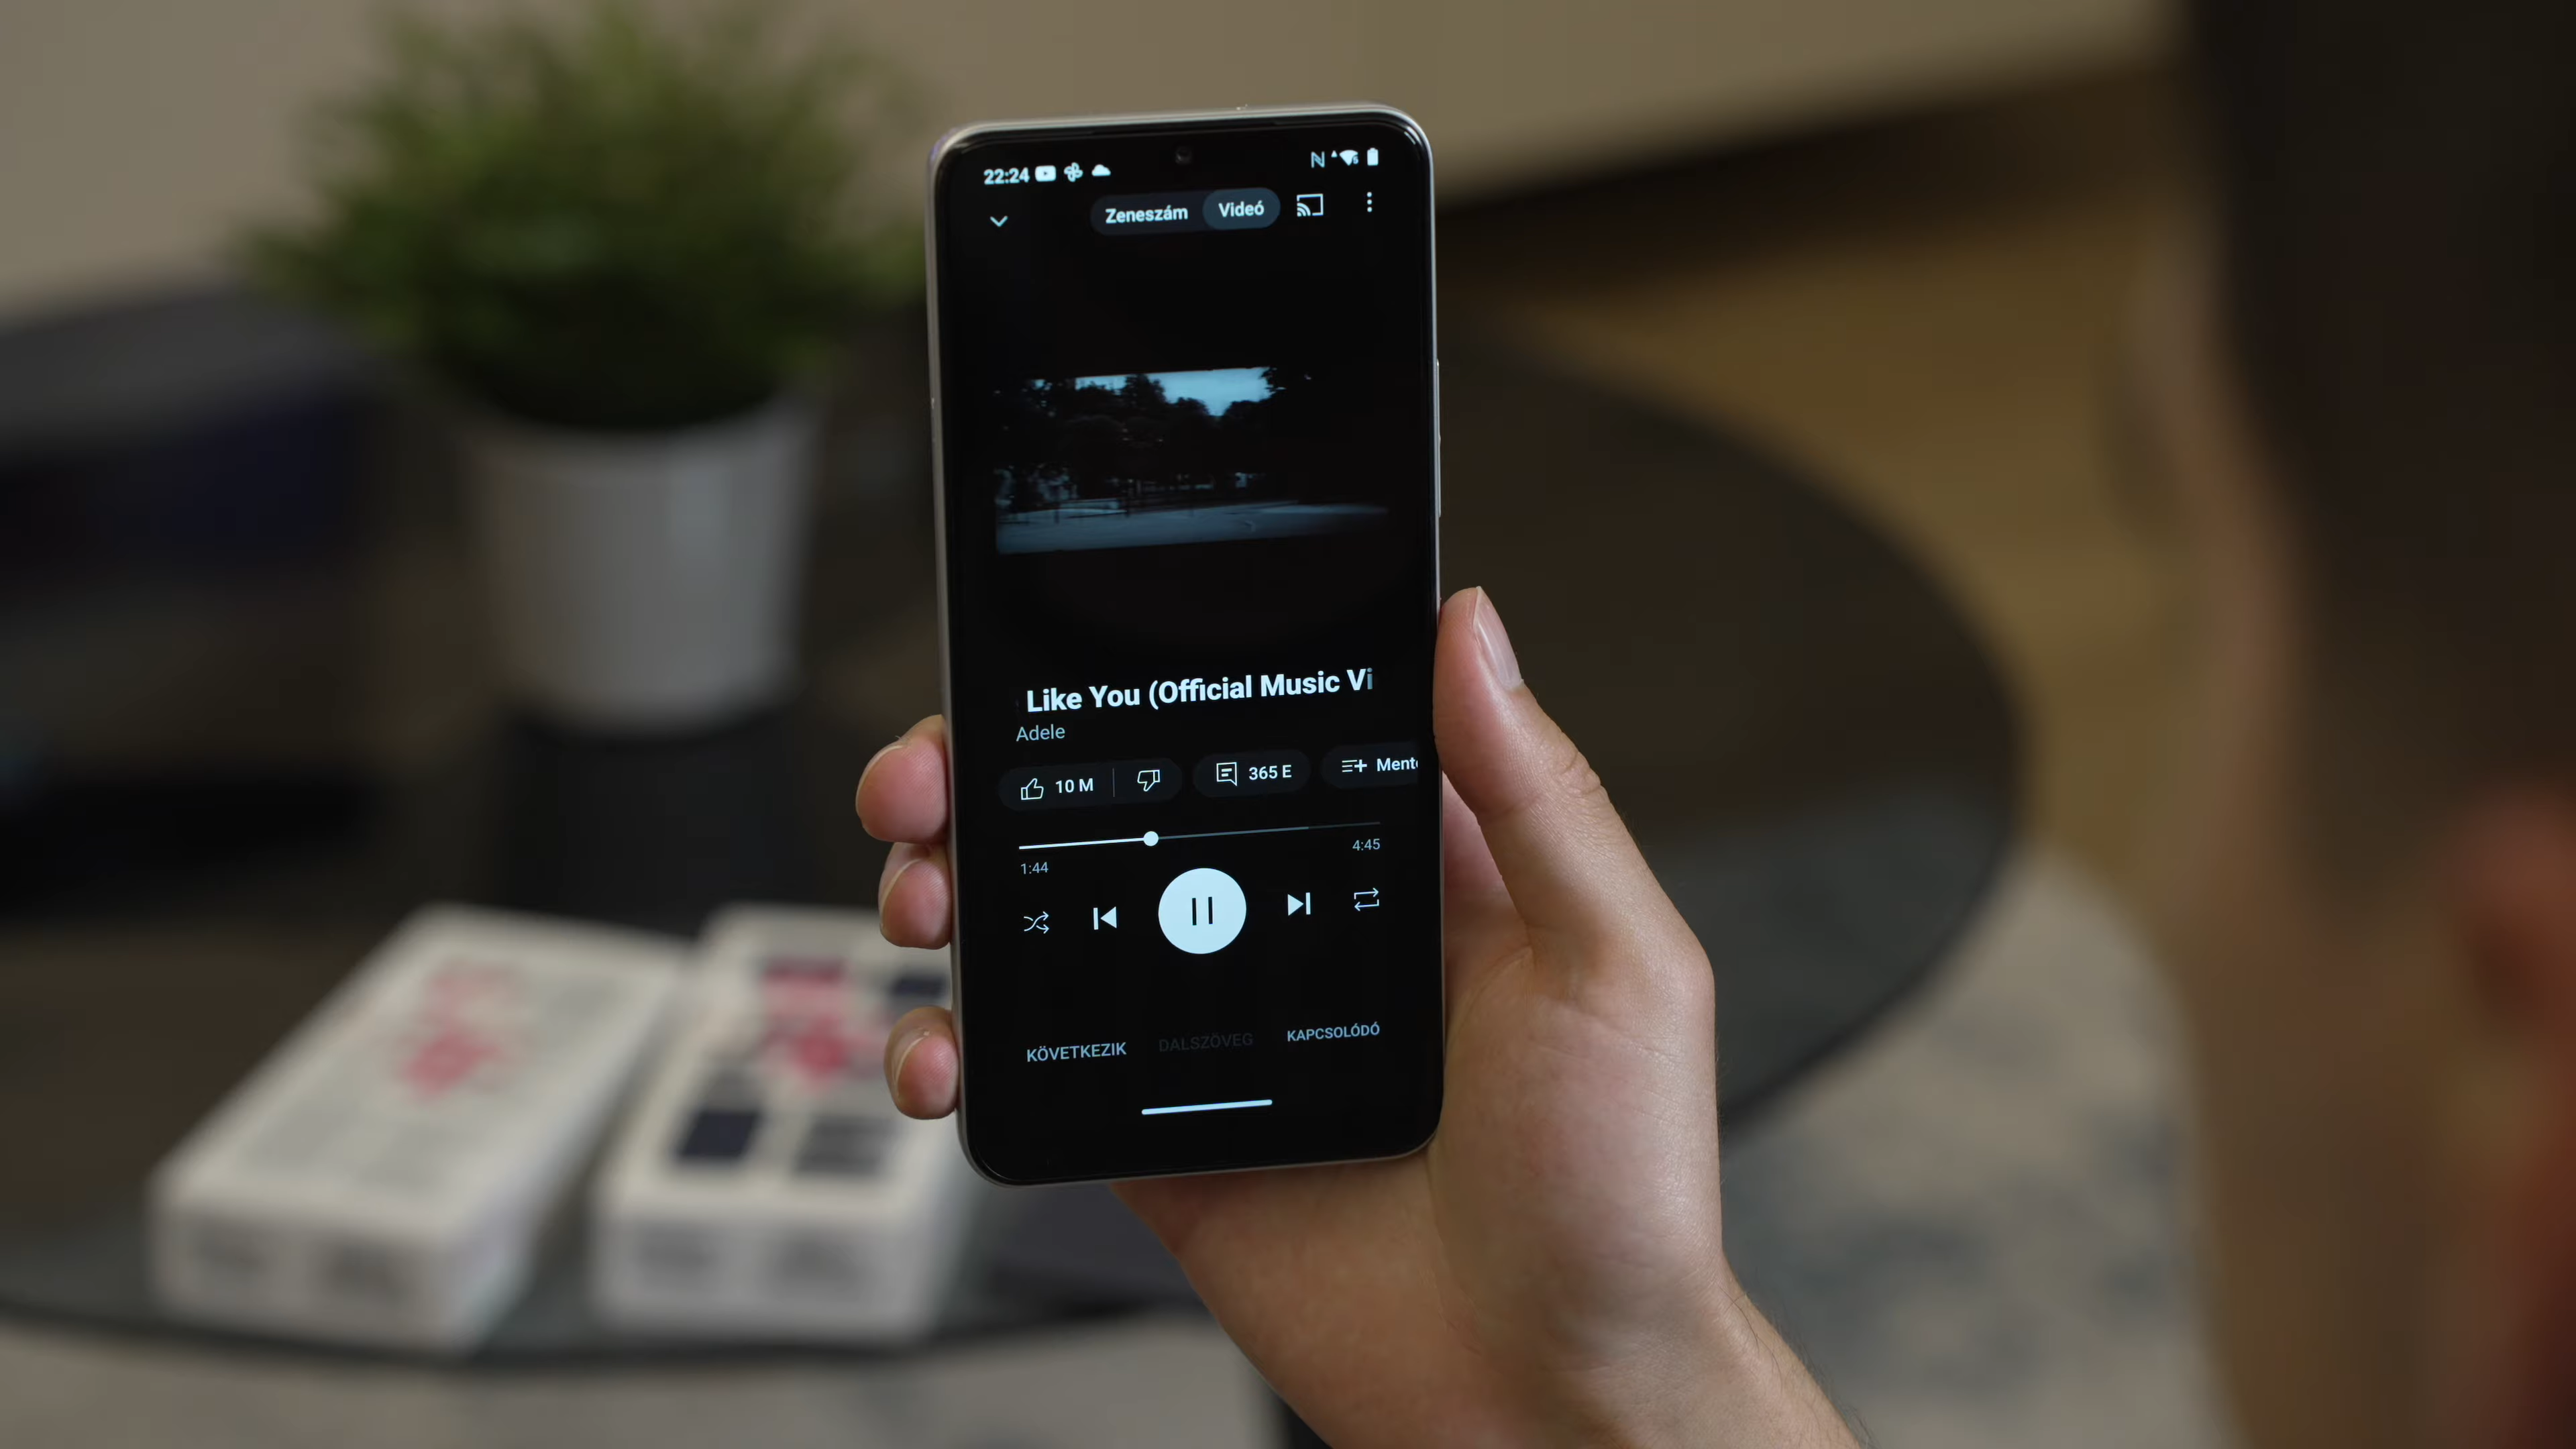 22:24
Zeneszám Videó
Like You (Official Music Vi
Adele
10 M 365 E Ment
1:44 4:45
KÖVETKEZIK DALSZÖVEG KAPCSOLÓDÓ